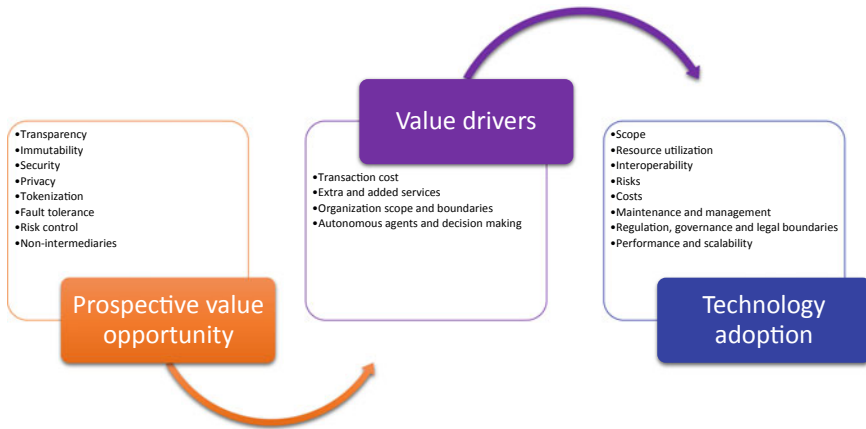 •Transparency
•Immutability
•Security
•Privacy
•Tokenization
•Fault tolerance
•Risk control
•Non-intermediaries
Prospective value
opportunity
Value drivers
•Transaction cost
•Extra and added services
•Organization scope and boundaries
•Autonomous agents and decision making
•Scope
•Resource utilization
•Interoperability
•Risks
•Costs
•Maintenance and management
•Regulation, governance and legal boundaries
•Performance and scalability
Technology
adoption